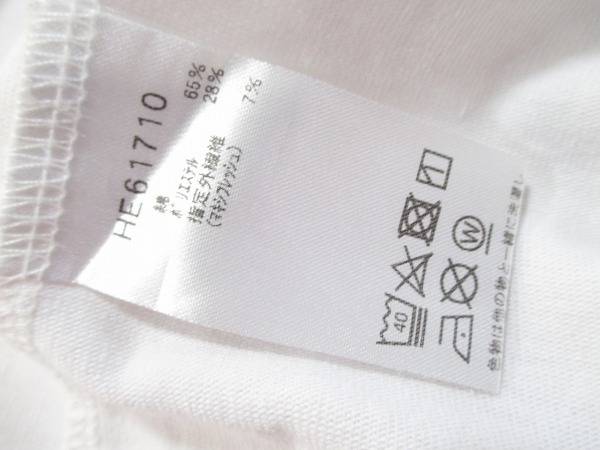 HE61710
綿 65%
ポリエステル 28%
指定外繊維 7%
(マキシフレッシュ)
40
W
色物は他の物と一緒に洗濯し